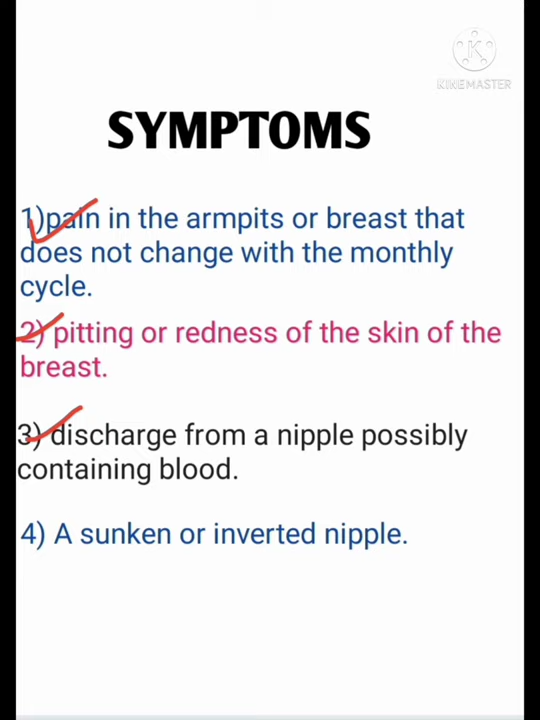 KINEMASTER
SYMPTOMS
1)pain in the armpits or breast that
does not change with the monthly
cycle.
2) pitting or redness of the skin of the
breast.
3) discharge from a nipple possibly
containing blood.
4) A sunken or inverted nipple.